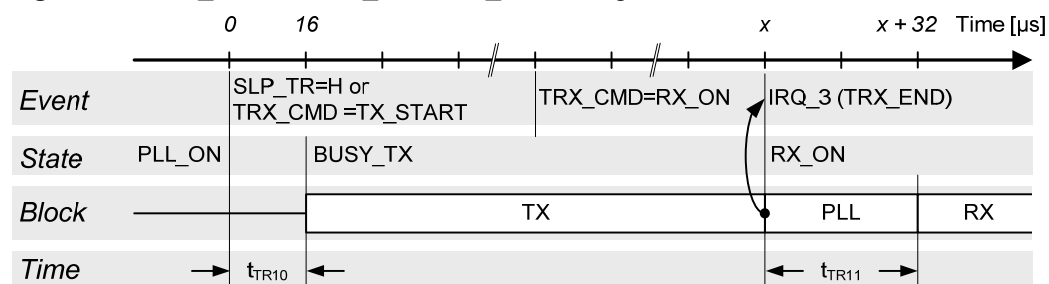 0 16 x x + 32 Time [µs]
Event SLP_TR=H or
TRX_CMD =TX_START TRX_CMD=RX_ON IRQ_3 (TRX_END)
State PLL_ON BUSY_TX RX_ON
Block TX PLL RX
Time tTR10 tTR11